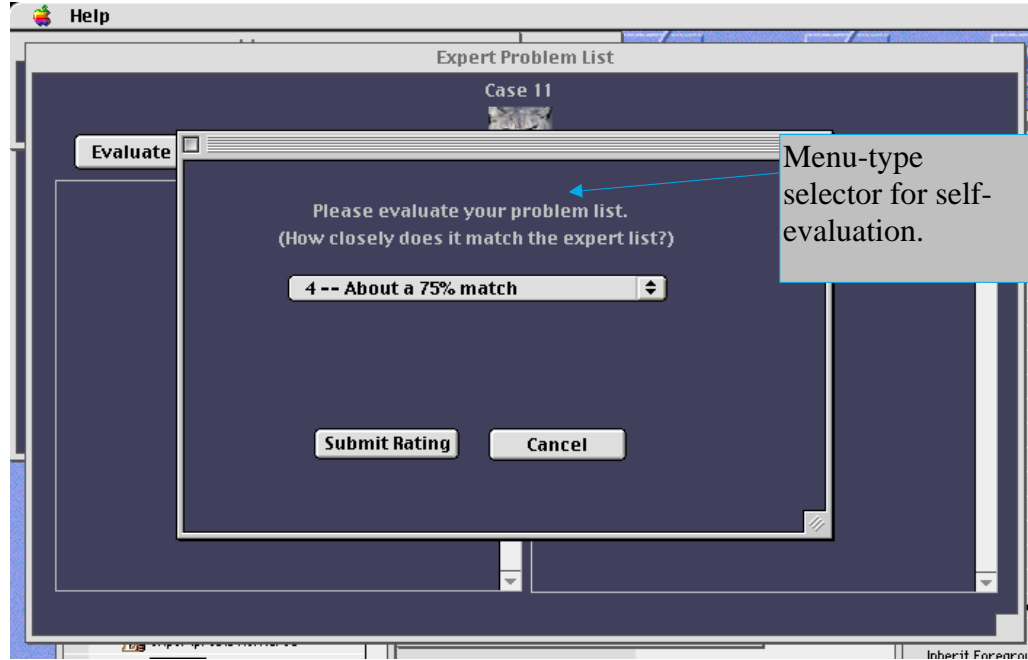 Help
Expert Problem List
Case 11
Evaluate
Menu-type
selector for self-
evaluation.
Please evaluate your problem list.
(How closely does it match the expert list?)
4 -- About a 75% match
Submit Rating
Cancel
Inherit